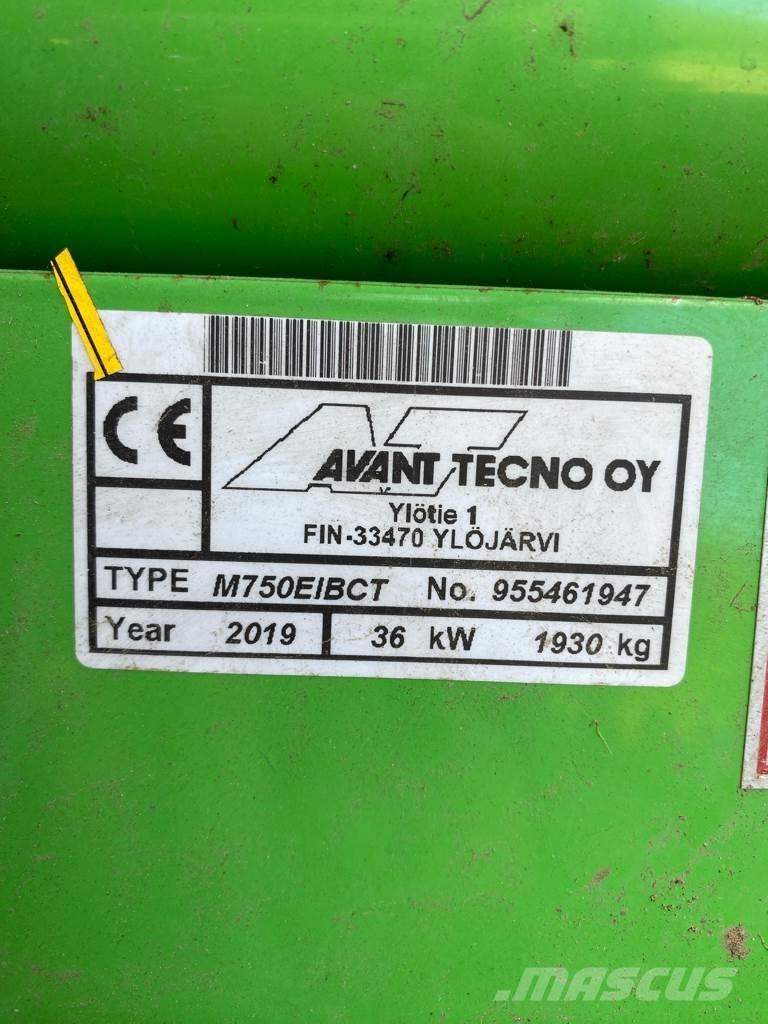 CE
AT
AVANT TECNO OY
Ylötie 1
FIN-33470 YLÖJÄRVI
TYPE M750EIBCT No. 955461947
Year 2019 36 kW 1930 kg
MASCUS